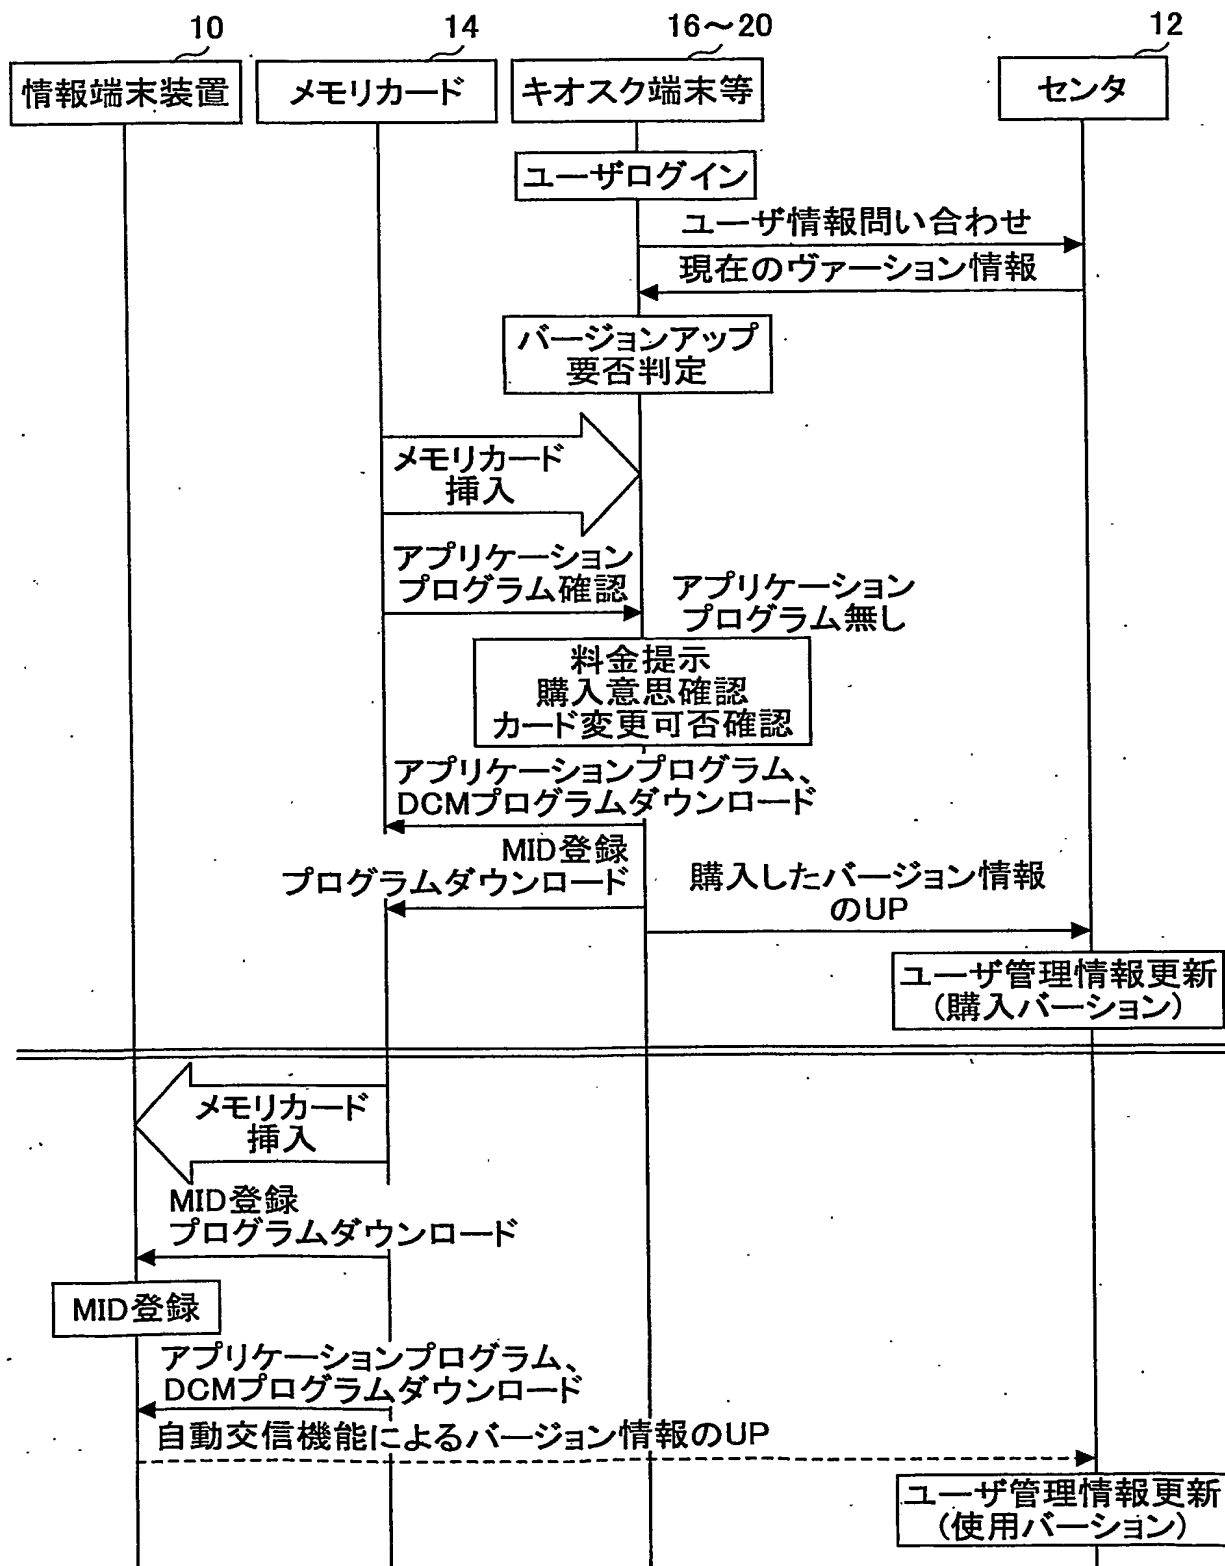 10
14
16～20
12
情報端末装置
メモリカード
キオスク端末等
センタ
ユーザログイン
ユーザ情報問い合わせ
現在のヴァーション情報
バージョンアップ
要否判定
メモリカード
挿入
アプリケーション
プログラム確認
アプリケーション
プログラム無し
料金提示
購入意思確認
カード変更可否確認
アプリケーションプログラム、
DCMプログラムダウンロード
MID登録
プログラムダウンロード
購入したバージョン情報
のUP
ユーザ管理情報更新
(購入バーション)
メモリカード
挿入
MID登録
プログラムダウンロード
MID登録
アプリケーションプログラム、
DCMプログラムダウンロード
自動交信機能によるバージョン情報のUP
ユーザ管理情報更新
(使用バーション)